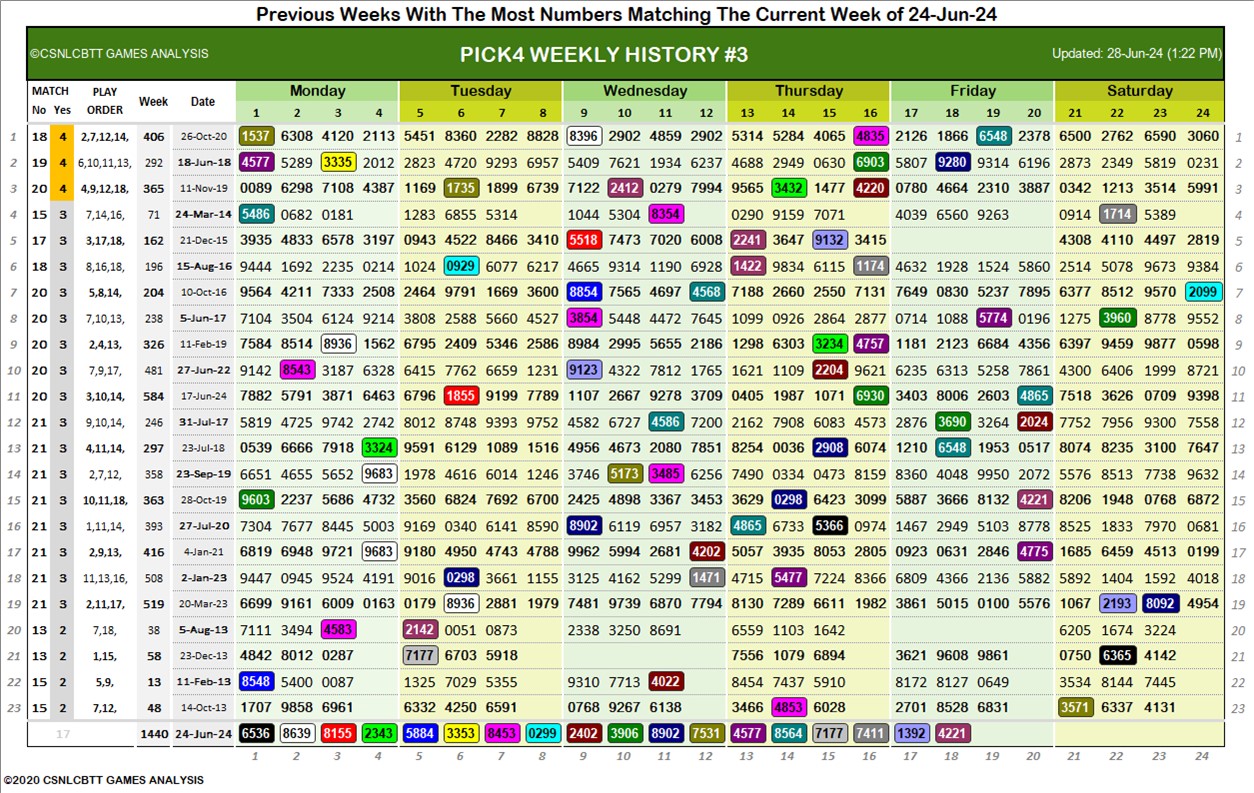 Previous Weeks With The Most Numbers Matching The Current Week of 24-Jun-24
©CSNLCBTT GAMES ANALYSIS PICK4 WEEKLY HISTORY #3 Updated: 28-Jun-24 (1:22 PM)
MATCH PLAY Week Date Monday Tuesday Wednesday Thursday Friday Saturday
No Yes ORDER 1 2 3 4 5 6 7 8 9 10 11 12 13 14 15 16 17 18 19 20 21 22 23 24
1 18 4 2,7,12,14, 406 26-Oct-20 1537 6308 4120 2113 5451 8360 2282 8828 8396 2902 4859 2902 5314 5284 4065 4835 2126 1866 6548 2378 6500 2762 6590 3060 1
2 19 4 6,10,11,13, 292 18-Jun-18 4577 5289 3335 2012 2823 4720 9293 6957 5409 7621 1934 6237 4688 2949 0630 6903 5807 9280 9314 6196 2873 2349 5819 0231 2
3 20 4 4,9,12,18, 365 11-Nov-19 0089 6298 7108 4387 1169 1735 1899 6739 7122 2412 0279 7994 9565 3432 1477 4220 0780 4664 2310 3887 0342 1213 3514 5991 3
4 15 3 7,14,16, 71 24-Mar-14 5486 0682 0181 1283 6855 5314 1044 5304 8354 0290 9159 7071 4039 6560 9263 0914 1714 5389 4
5 17 3 3,17,18, 162 21-Dec-15 3935 4833 6578 3197 0943 4522 8466 3410 5518 7473 7020 6008 2241 3647 9132 3415 4308 4110 4497 2819 5
6 18 3 8,16,18, 196 15-Aug-16 9444 1692 2235 0214 1024 0929 6077 6217 4665 9314 1190 6928 1422 9834 6115 1174 4632 1928 1524 5860 2514 5078 9673 9384 6
7 20 3 5,8,14, 204 10-Oct-16 9564 4211 7333 2508 2464 9791 1669 3600 8854 7565 4697 4568 7188 2660 2550 7131 7649 0830 5237 7895 6377 8512 9570 2099 7
8 20 3 7,10,13, 238 5-Jun-17 7104 3504 6124 9214 3808 2588 5660 4527 3854 5448 4472 7645 1099 0926 2864 2877 0714 1088 5774 0196 1275 3960 8778 9552 8
9 20 3 2,4,13, 326 11-Feb-19 7584 8514 8936 1562 6795 2409 5346 2586 8984 2995 5655 2186 1298 6303 3234 4757 1181 2123 6684 4356 6397 9459 9877 0598 9
10 20 3 7,9,17, 481 27-Jun-22 9142 8543 3187 6328 6415 7762 6659 1231 9123 4322 7812 1765 1621 1109 2204 9621 6235 6313 5258 7861 4300 6406 1999 8721 10
11 20 3 3,10,14, 584 17-Jun-24 7882 5791 3871 6463 6796 1855 9199 7789 1107 2667 9278 3709 0405 1987 1071 6930 3403 8006 2603 4865 7518 3626 0709 9398 11
12 21 3 9,10,14, 246 31-Jul-17 5819 4725 9742 2742 8012 8748 9393 9752 4582 6727 4586 7200 2162 7908 6083 4573 2876 3690 3264 2024 7752 7956 9300 7558 12
13 21 3 4,11,14, 297 23-Jul-18 0539 6666 7918 3324 9591 6129 1089 1516 4956 4673 2080 7851 8254 0036 2908 6074 1210 6548 1953 0517 8074 8235 3100 7647 13
14 21 3 2,7,12, 358 23-Sep-19 6651 4655 5652 9683 1978 4616 6014 1246 3746 5173 3485 6256 7490 0334 0473 8159 8360 4048 9950 2072 6226 5513 7738 9632 14
15 21 3 10,11,18, 363 28-Oct-19 9603 2237 5686 4732 3560 6824 7692 6700 2425 4898 3367 3453 3629 0298 6423 3099 5887 3686 8132 4221 8206 1948 0768 6872 15
16 21 3 1,11,14, 393 27-Jul-20 7304 7677 8445 5003 9169 0340 6141 8590 8902 6119 6957 3182 4865 6733 5366 0974 1467 2949 5103 8778 8525 1833 7970 0681 16
17 21 3 2,9,13, 416 4-Jan-21 6819 6948 9721 9683 9180 4950 4743 4788 9962 5994 2681 4202 5057 3935 8053 2805 0923 0631 2846 4775 1685 6459 4513 0199 17
18 21 3 11,13,16, 508 2-Jan-23 9447 0945 9524 4191 9016 0298 3661 1155 3125 4162 5299 1471 4715 5477 7224 8366 6809 4366 2136 5882 5892 1404 1592 4018 18
19 21 3 2,11,17, 519 20-Mar-23 6699 9161 6009 0163 0179 8936 2881 1979 7481 9739 6870 7794 8130 7289 6611 1982 3861 5015 0100 5576 1067 2193 8092 4954 19
20 13 2 7,18, 38 5-Aug-13 7111 3494 4583 2142 0051 0873 2338 3250 8691 6559 1103 1642 6205 1674 3224 20
21 13 2 1,15, 58 23-Dec-13 4842 8012 0287 7177 6703 5918 7556 1079 6894 3621 9608 9861 0750 6365 4142 21
22 15 2 5,9, 13 11-Feb-13 8548 5400 0087 1325 7029 5355 9310 7713 4022 8454 7437 5910 8172 8127 0649 3534 8144 7445 22
23 15 2 7,12, 48 14-Oct-13 1707 9858 6961 6332 4250 6591 0768 9267 6138 3466 4853 6028 2701 8528 6831 3571 6337 4131 23
17 1440 24-Jun-24 6536 8639 8155 2343 5884 3353 8453 0299 2402 3906 8902 7531 4577 8564 7177 7411 1392 4221
1 2 3 4 5 6 7 8 9 10 11 12 13 14 15 16 17 18 19 20 21 22 23 24
©2020 CSNLCBTT GAMES ANALYSIS